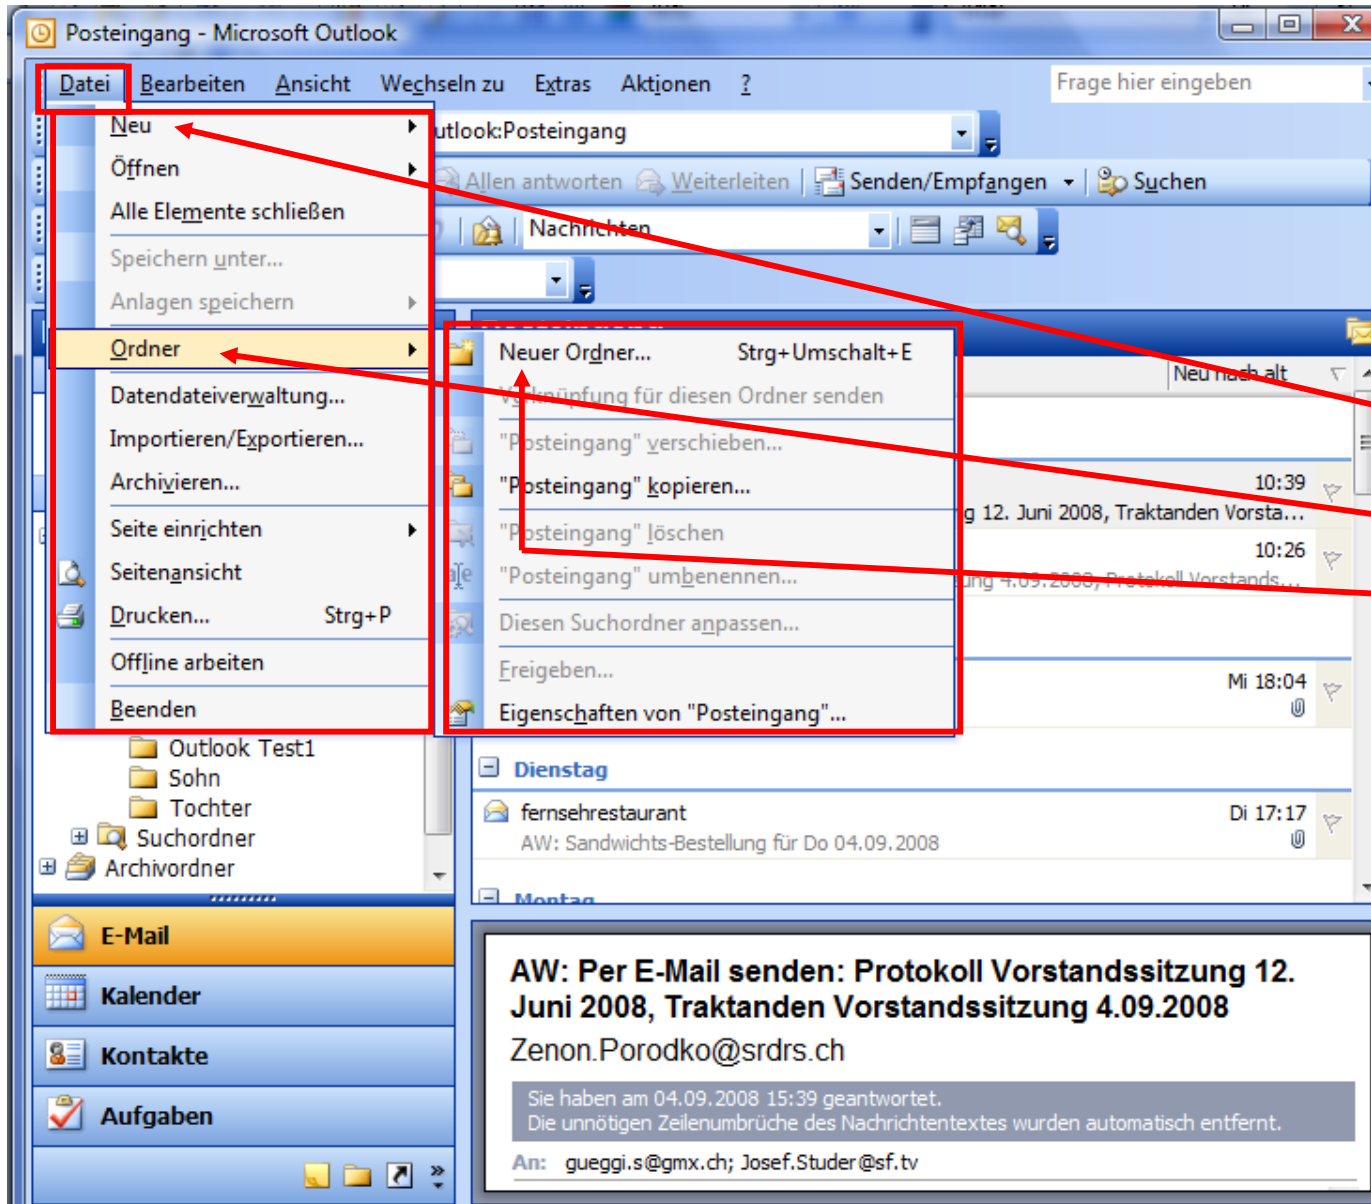 Posteingang - Microsoft Outlook
Datei Bearbeiten Ansicht Wechseln zu Extras Aktionen ?
Frage hier eingeben
Neu
utlook:Posteingang
Öffnen
Allen antworten Weiterleiten Senden/Empfangen Suchen
Alle Elemente schließen
Nachrichten
Speichern unter...
Anlagen speichern
Ordner
Neuer Ordner... Strg+Umschalt+E
Neu nach alt
Verknüpfung für diesen Ordner senden
Datendateiverwaltung...
Importieren/Exportieren...
"Posteingang" verschieben...
Archivieren...
"Posteingang" kopieren...
10:39
g 12. Juni 2008, Traktanden Vorsta...
Seite einrichten
"Posteingang" löschen
10:26
Seitenansicht
"Posteingang" umbenennen...
zung 4.09.2008, Protokoll Vorstands...
Drucken... Strg+P
Diesen Suchordner anpassen...
Offline arbeiten
Freigeben...
Mi 18:04
Beenden
Eigenschaften von "Posteingang"...
Outlook Test1
Sohn
Dienstag
Tochter
fernsehrestaurant
Di 17:17
Suchordner
AW: Sandwichts-Bestellung für Do 04.09.2008
Archivordner
Montag
E-Mail
Kalender
Kontakte
Aufgaben
AW: Per E-Mail senden: Protokoll Vorstandssitzung 12.
Juni 2008, Traktanden Vorstandssitzung 4.09.2008
Zenon.Porodko@srdrs.ch
Sie haben am 04.09.2008 15:39 geantwortet.
Die unnötigen Zeilenumbrüche des Nachrichtentextes wurden automatisch entfernt.
An: gueggi.s@gmx.ch; Josef.Studer@sf.tv